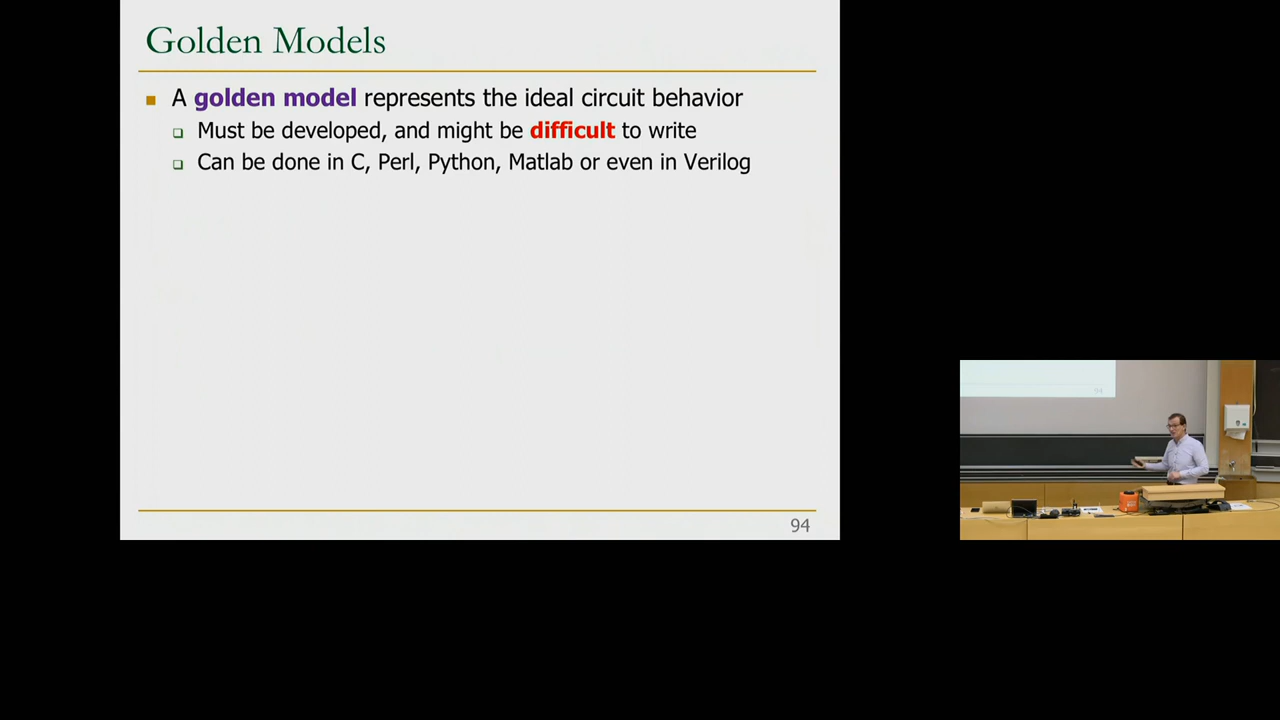 Golden Models
A golden model represents the ideal circuit behavior
Must be developed, and might be difficult to write
Can be done in C, Perl, Python, Matlab or even in Verilog
94
94